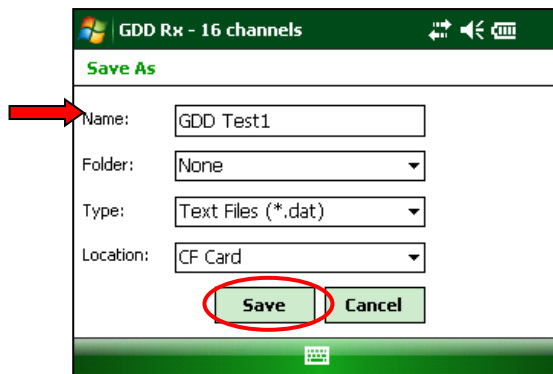 GDD Rx - 16 channels
Save As
Name: GDD Test1
Folder: None
Type: Text Files (*.dat)
Location: CF Card
Save Cancel